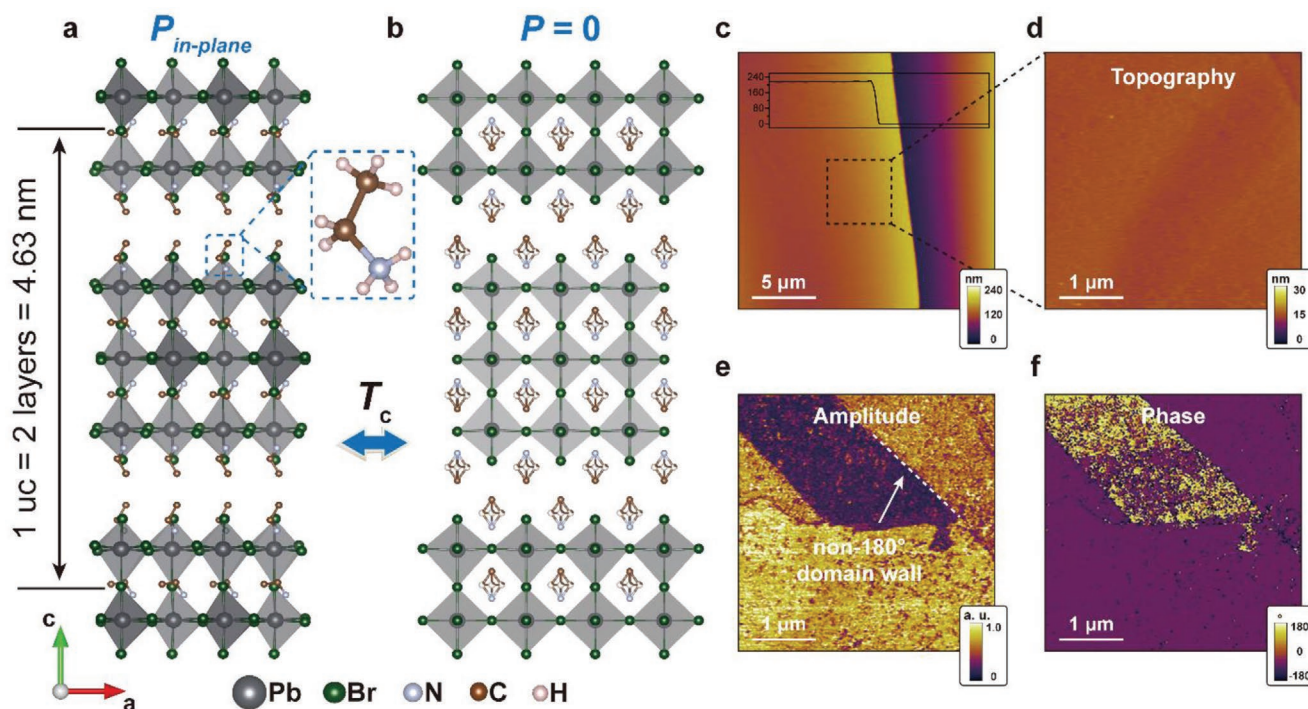 a
P in-plane
b
P = 0
1 uc = 2 layers = 4.63 nm
Tc
c
a
Pb
Br
N
C
H
c
240
160
80
0
5 µm
nm
240
120
0
d
Topography
1 µm
nm
30
15
0
e
Amplitude
non-180°
domain wall
1 µm
a. u.
1.0
0
f
Phase
1 µm
°
180
0
-180